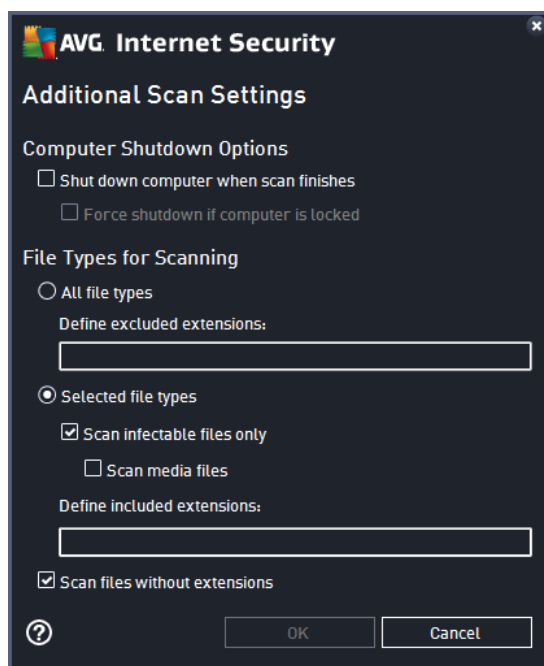 AVG. Internet Security
Additional Scan Settings
Computer Shutdown Options
Shut down computer when scan finishes
Force shutdown if computer is locked
File Types for Scanning
All file types
Define excluded extensions:
Selected file types
Scan infectable files only
Scan media files
Define included extensions:
Scan files without extensions
? OK Cancel